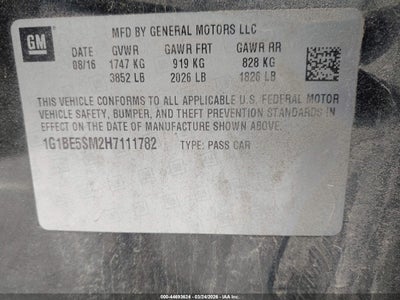 GM
MFD BY GENERAL MOTORS LLC
DATE GVWR GAWR FRT GAWR RR
08/16 1747 KG 919 KG 828 KG
3852 LB 2026 LB 1826 LB
THIS VEHICLE CONFORMS TO ALL APPLICABLE U.S. FEDERAL MOTOR
VEHICLE SAFETY, BUMPER, AND THEFT PREVENTION STANDARDS IN
EFFECT ON THE DATE OF MANUFACTURE SHOWN ABOVE.
1G1BE5SM2H7111782 TYPE: PASS CAR
000-44693624 - 03/24/2026 - www.iaai.com